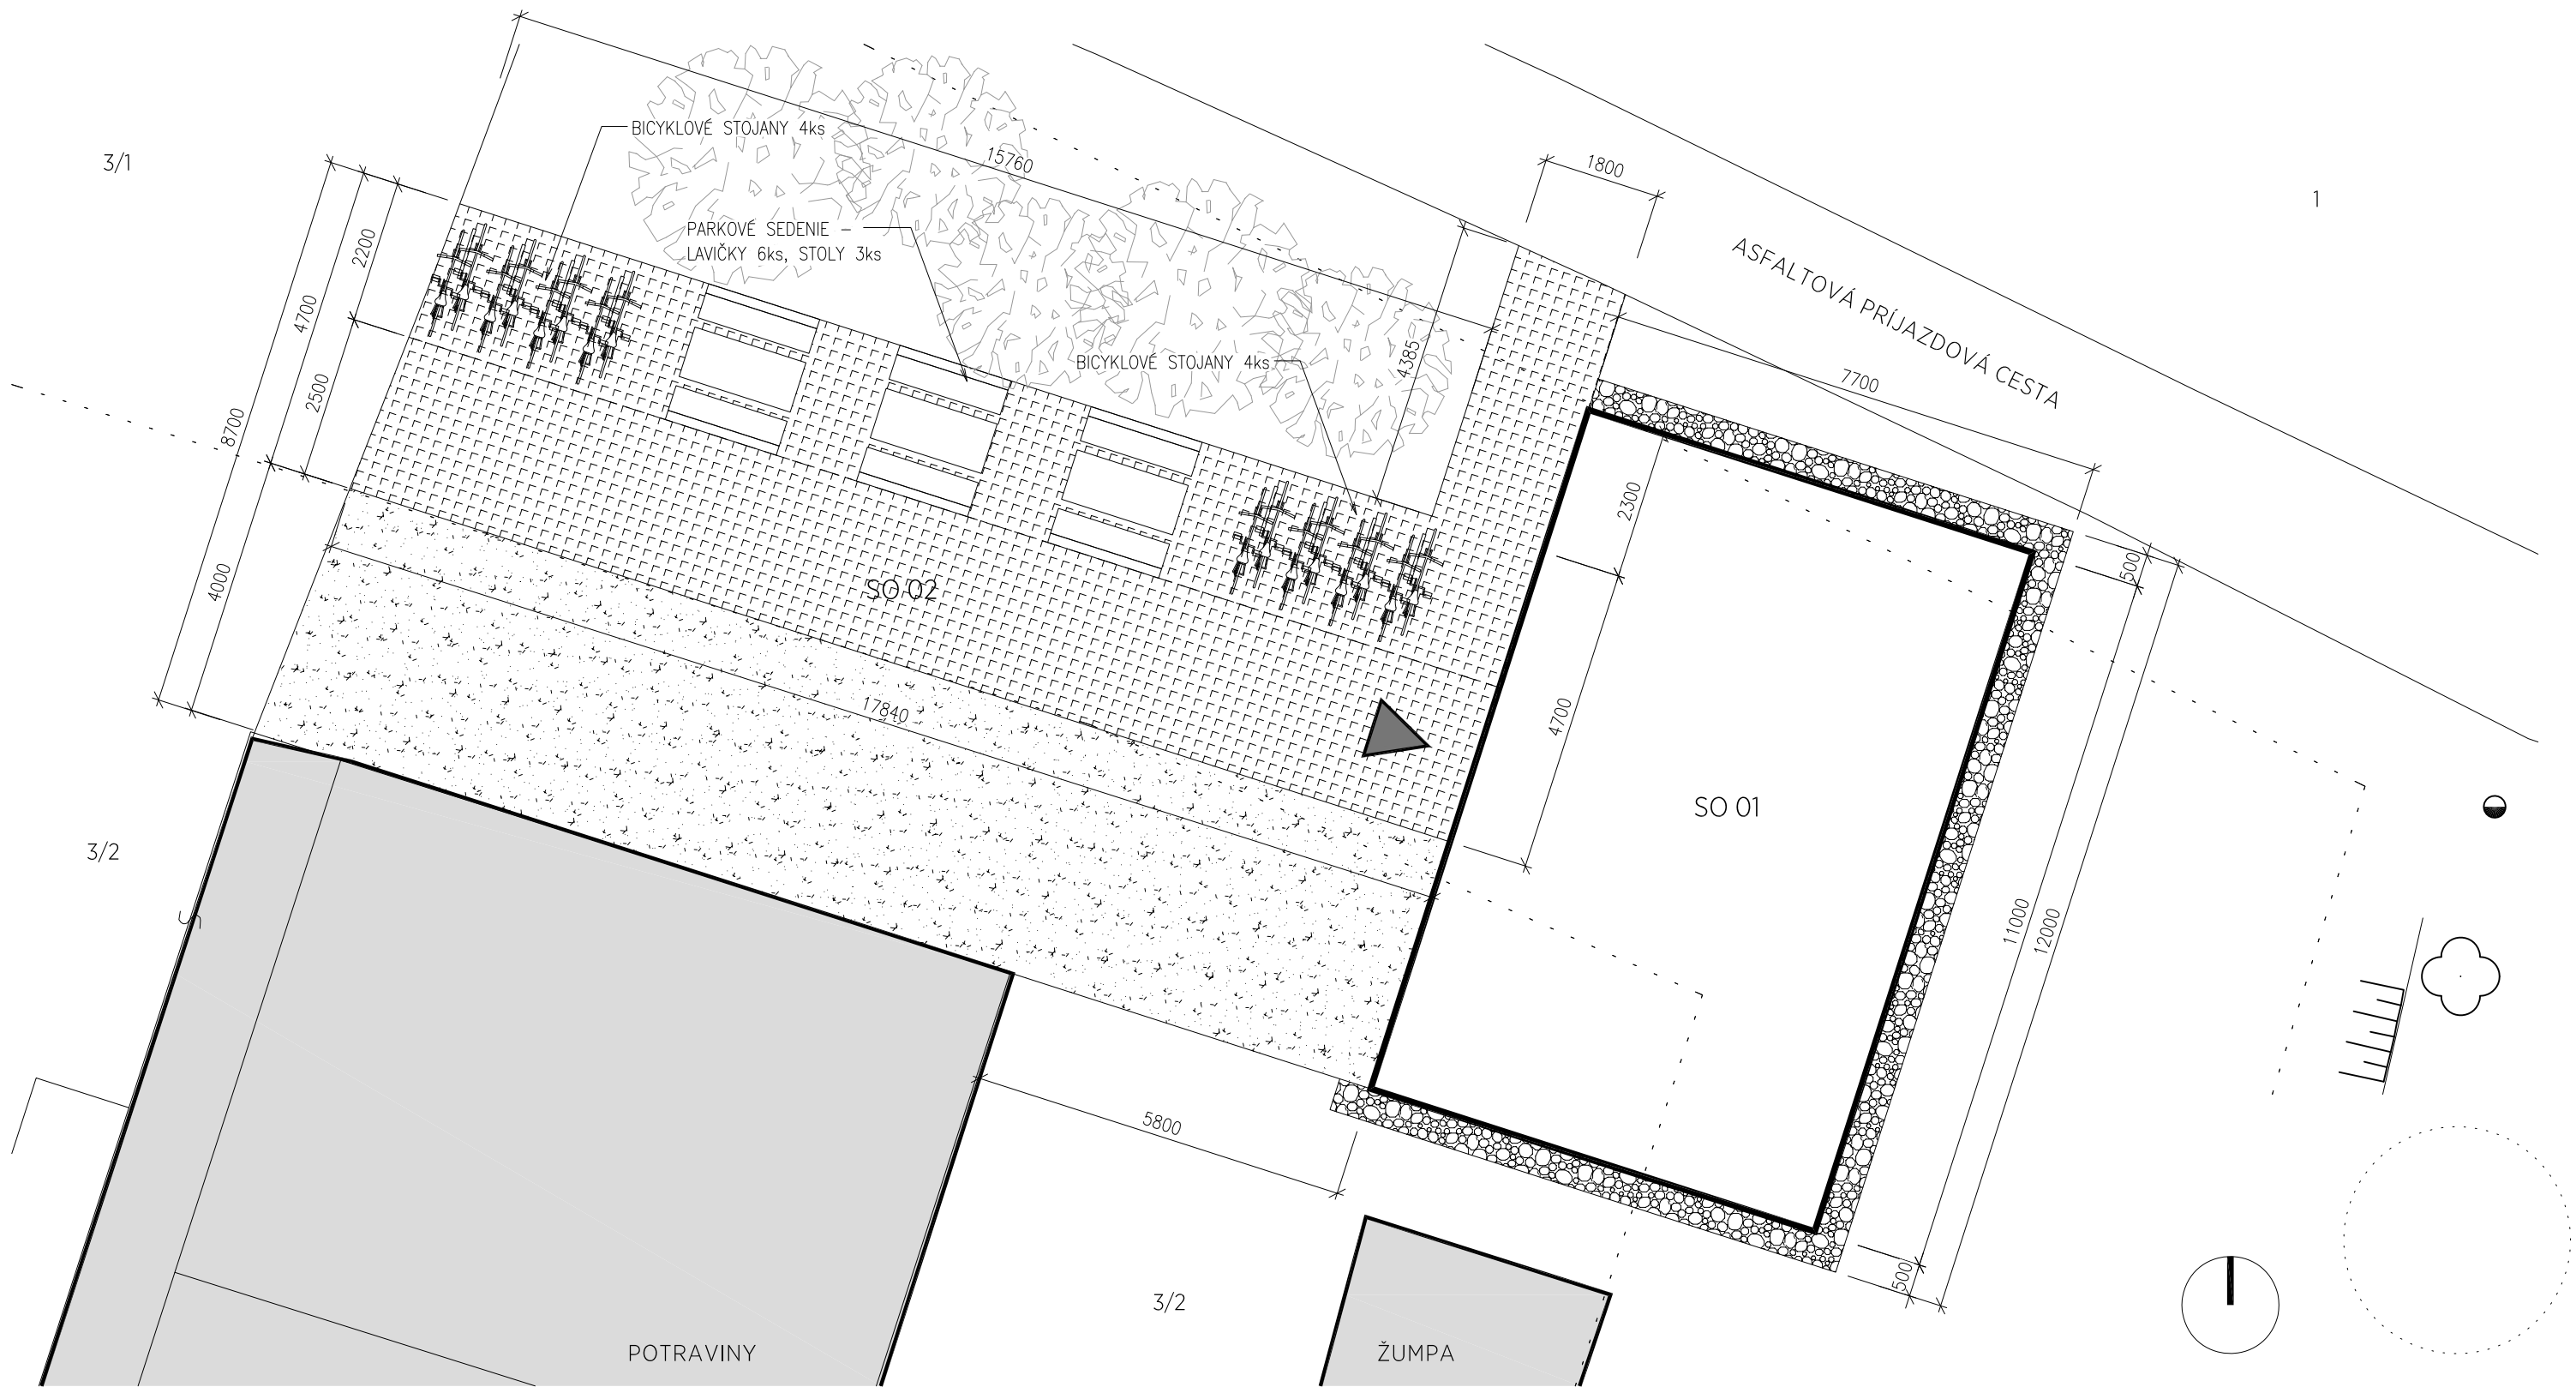 BICYKLOVÉ STOJANY 4ks
3/1
15760
1800
1
PARKOVÉ SEDENIE –
LAVIČKY 6ks, STOLY 3ks
2200
ASFALTOVÁ PRÍJAZDOVÁ CESTA
4700
4385
BICYKLOVÉ STOJANY 4ks
7700
2500
8700
2300
500
4000
SO 02
17840
4700
SO 01
3/2
11000
12000
5800
500
3/2
POTRAVINY
ŽUMPA